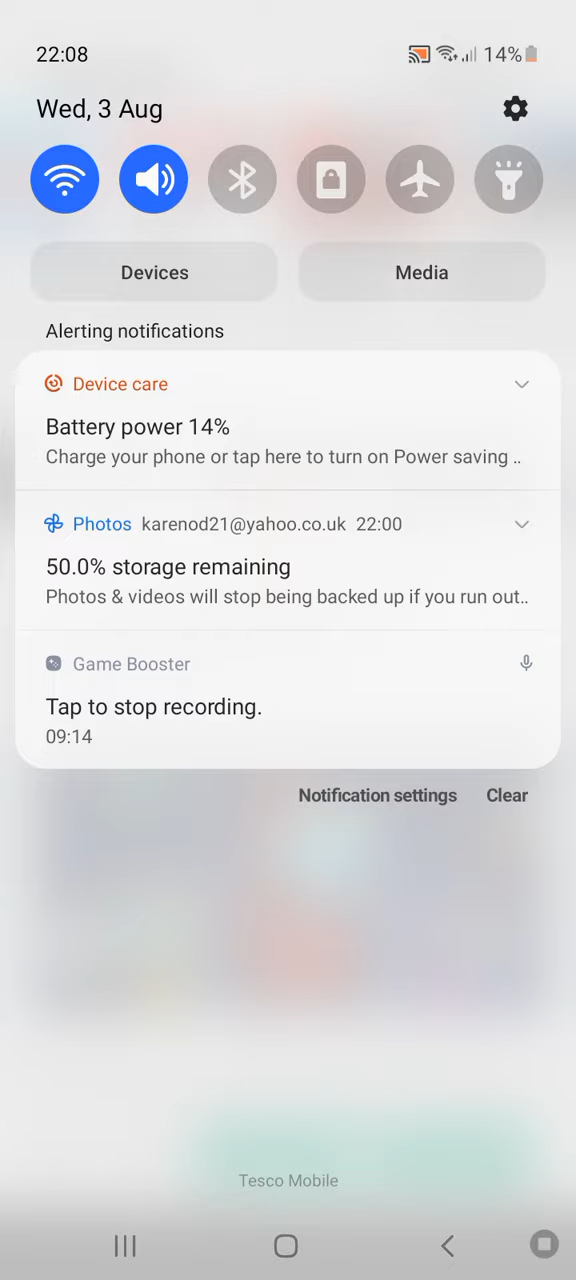 22:08
14%
Wed, 3 Aug
Devices
Media
Alerting notifications
Device care
Battery power 14%
Charge your phone or tap here to turn on Power saving ..
Photos karenod21@yahoo.co.uk 22:00
50.0% storage remaining
Photos & videos will stop being backed up if you run out..
Game Booster
Tap to stop recording.
09:14
Notification settings
Clear
Tesco Mobile